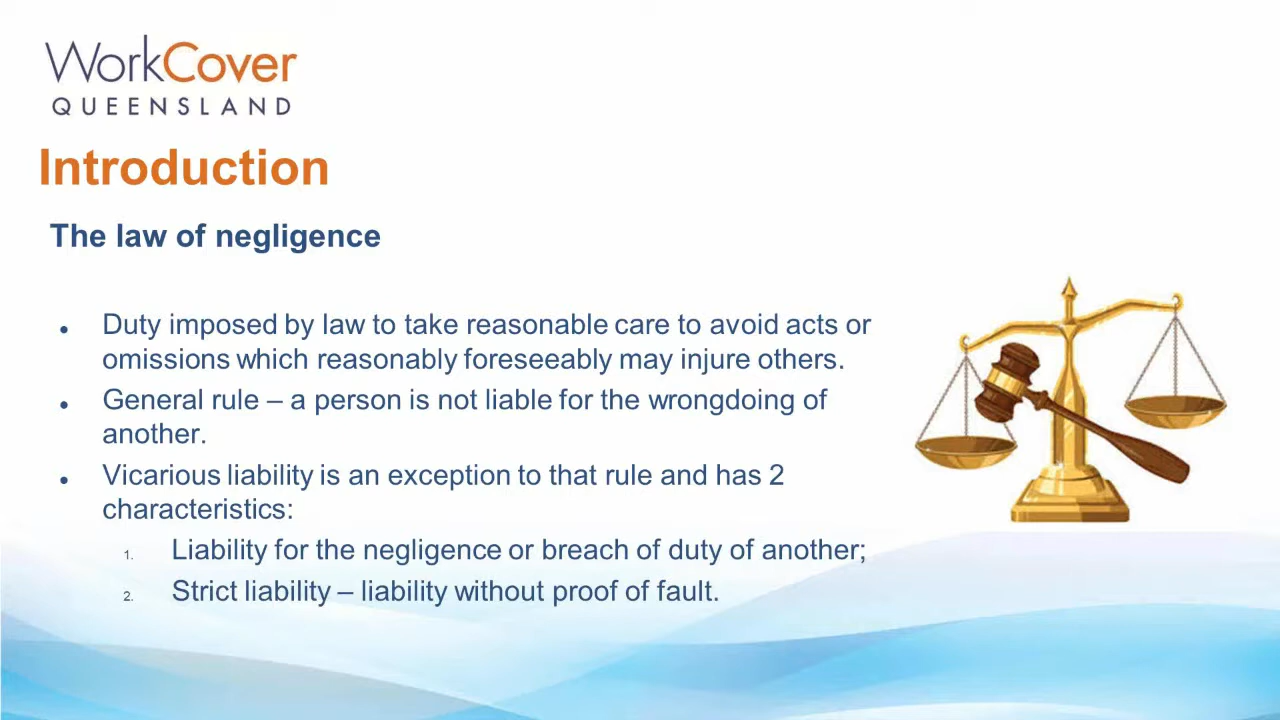 WorkCover
QUEENSLAND
Introduction
The law of negligence
● Duty imposed by law to take reasonable care to avoid acts or
omissions which reasonably foreseeably may injure others.
● General rule – a person is not liable for the wrongdoing of
another.
● Vicarious liability is an exception to that rule and has 2
characteristics:
1. Liability for the negligence or breach of duty of another;
2. Strict liability – liability without proof of fault.